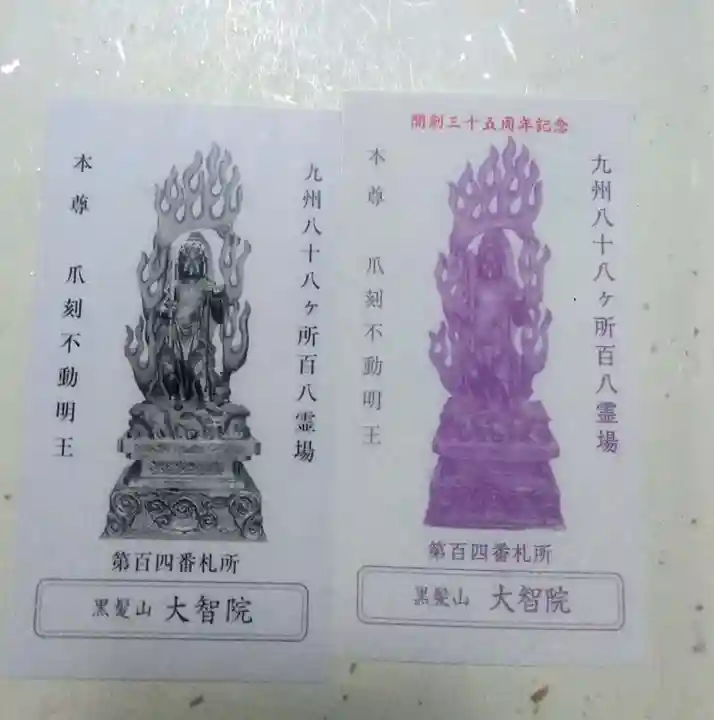 九州八十八ヶ所百八霊場
本尊 爪刻不動明王
第百四番札所
黒髪山 大智院
開創三十五周年記念
九州八十八ヶ所百八霊場
本尊 爪刻不動明王
第百四番札所
黒髪山 大智院